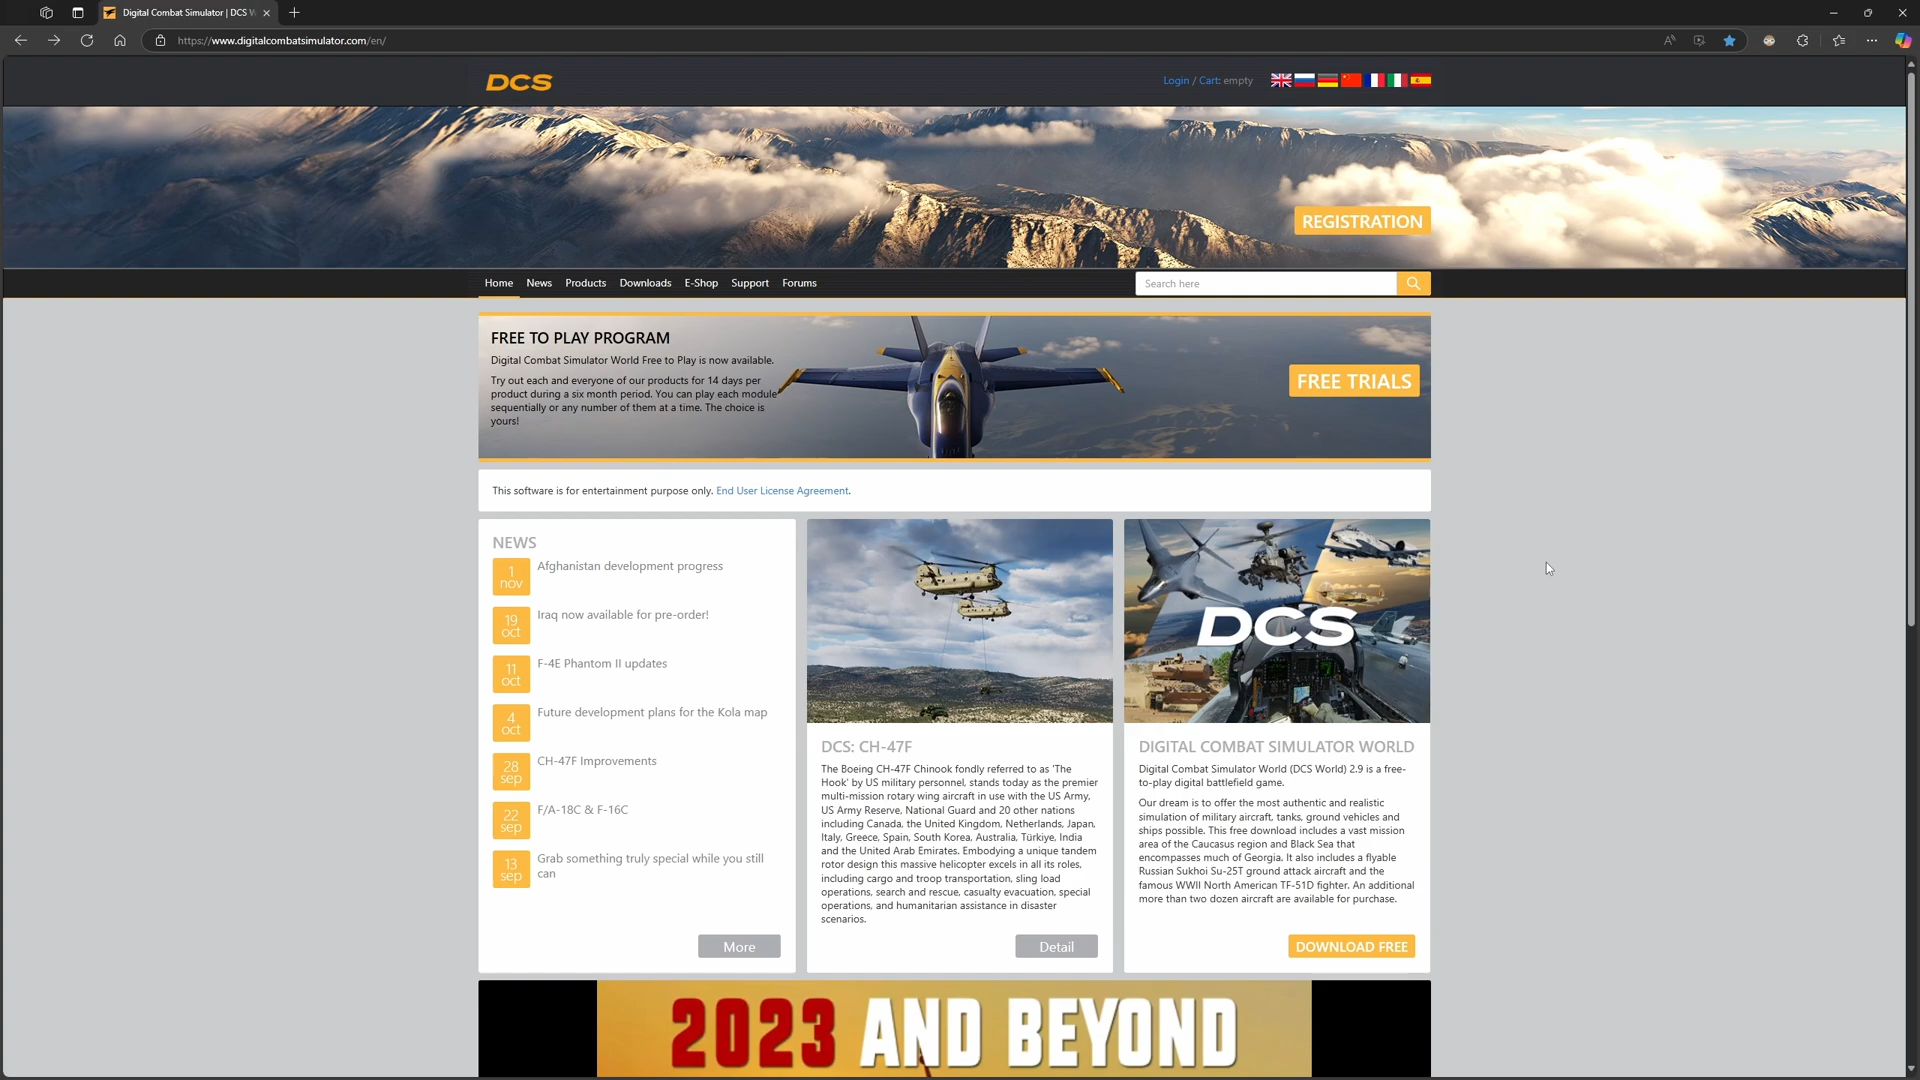 Digital Combat Simulator | DCS W
https://www.digitalcombatsimulator.com/en/
DCS
Login / Cart: empty
REGISTRATION
Home News Products Downloads E-Shop Support Forums
Search here
FREE TO PLAY PROGRAM
Digital Combat Simulator World Free to Play is now available.
Try out each and everyone of our products for 14 days per
product during a six month period. You can play each module
sequentially or any number of them at a time. The choice is
yours!
FREE TRIALS
This software is for entertainment purpose only. End User License Agreement.
NEWS
1
nov
Afghanistan development progress
19
oct
Iraq now available for pre-order!
11
oct
F-4E Phantom II updates
4
oct
Future development plans for the Kola map
28
sep
CH-47F Improvements
22
sep
F/A-18C & F-16C
13
sep
Grab something truly special while you still
can
More
DCS: CH-47F
The Boeing CH-47F Chinook fondly referred to as 'The
Hook' by US military personnel, stands today as the premier
multi-mission rotary wing aircraft in use with the US Army,
US Army Reserve, National Guard and 20 other nations
including Canada, the United Kingdom, Netherlands, Japan,
Italy, Greece, Spain, South Korea, Australia, Türkiye, India
and the United Arab Emirates. Embodying a unique tandem
rotor design this massive helicopter excels in all its roles,
including cargo and troop transportation, sling load
operations, search and rescue, casualty evacuation, special
operations, and humanitarian assistance in disaster
scenarios.
Detail
DCS
DIGITAL COMBAT SIMULATOR WORLD
Digital Combat Simulator World (DCS World) 2.9 is a free-
to-play digital battlefield game.
Our dream is to offer the most authentic and realistic
simulation of military aircraft, tanks, ground vehicles and
ships possible. This free download includes a vast mission
area of the Caucasus region and Black Sea that
encompasses much of Georgia. It also includes a flyable
Russian Sukhoi Su-25T ground attack aircraft and the
famous WWII North American TF-51D fighter. An additional
more than two dozen aircraft are available for purchase.
DOWNLOAD FREE
2023 AND BEYOND